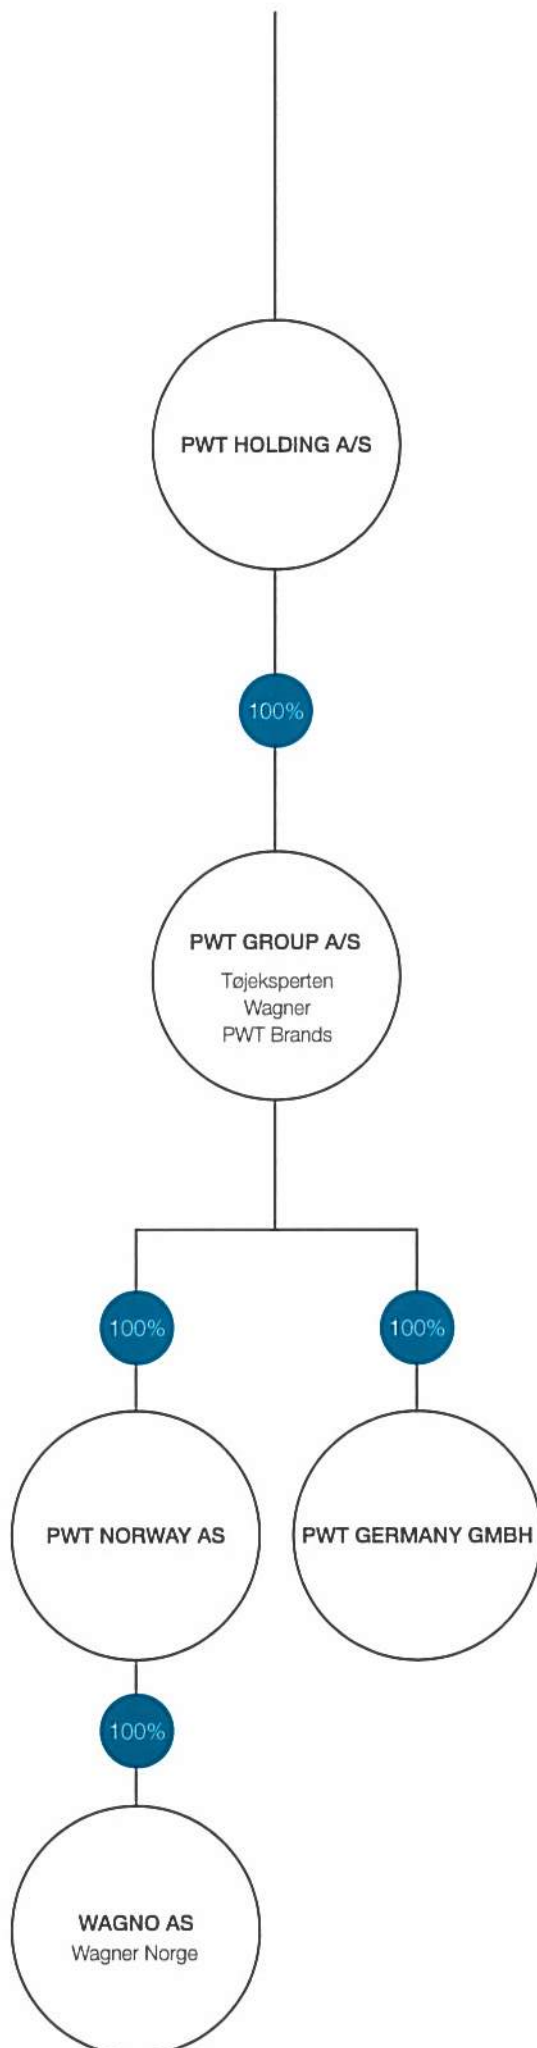 PWT HOLDING A/S
100%
PWT GROUP A/S
Tøjeksperten
Wagner
PWT Brands
100%
100%
PWT NORWAY AS
PWT GERMANY GMBH
100%
WAGNO AS
Wagner Norge